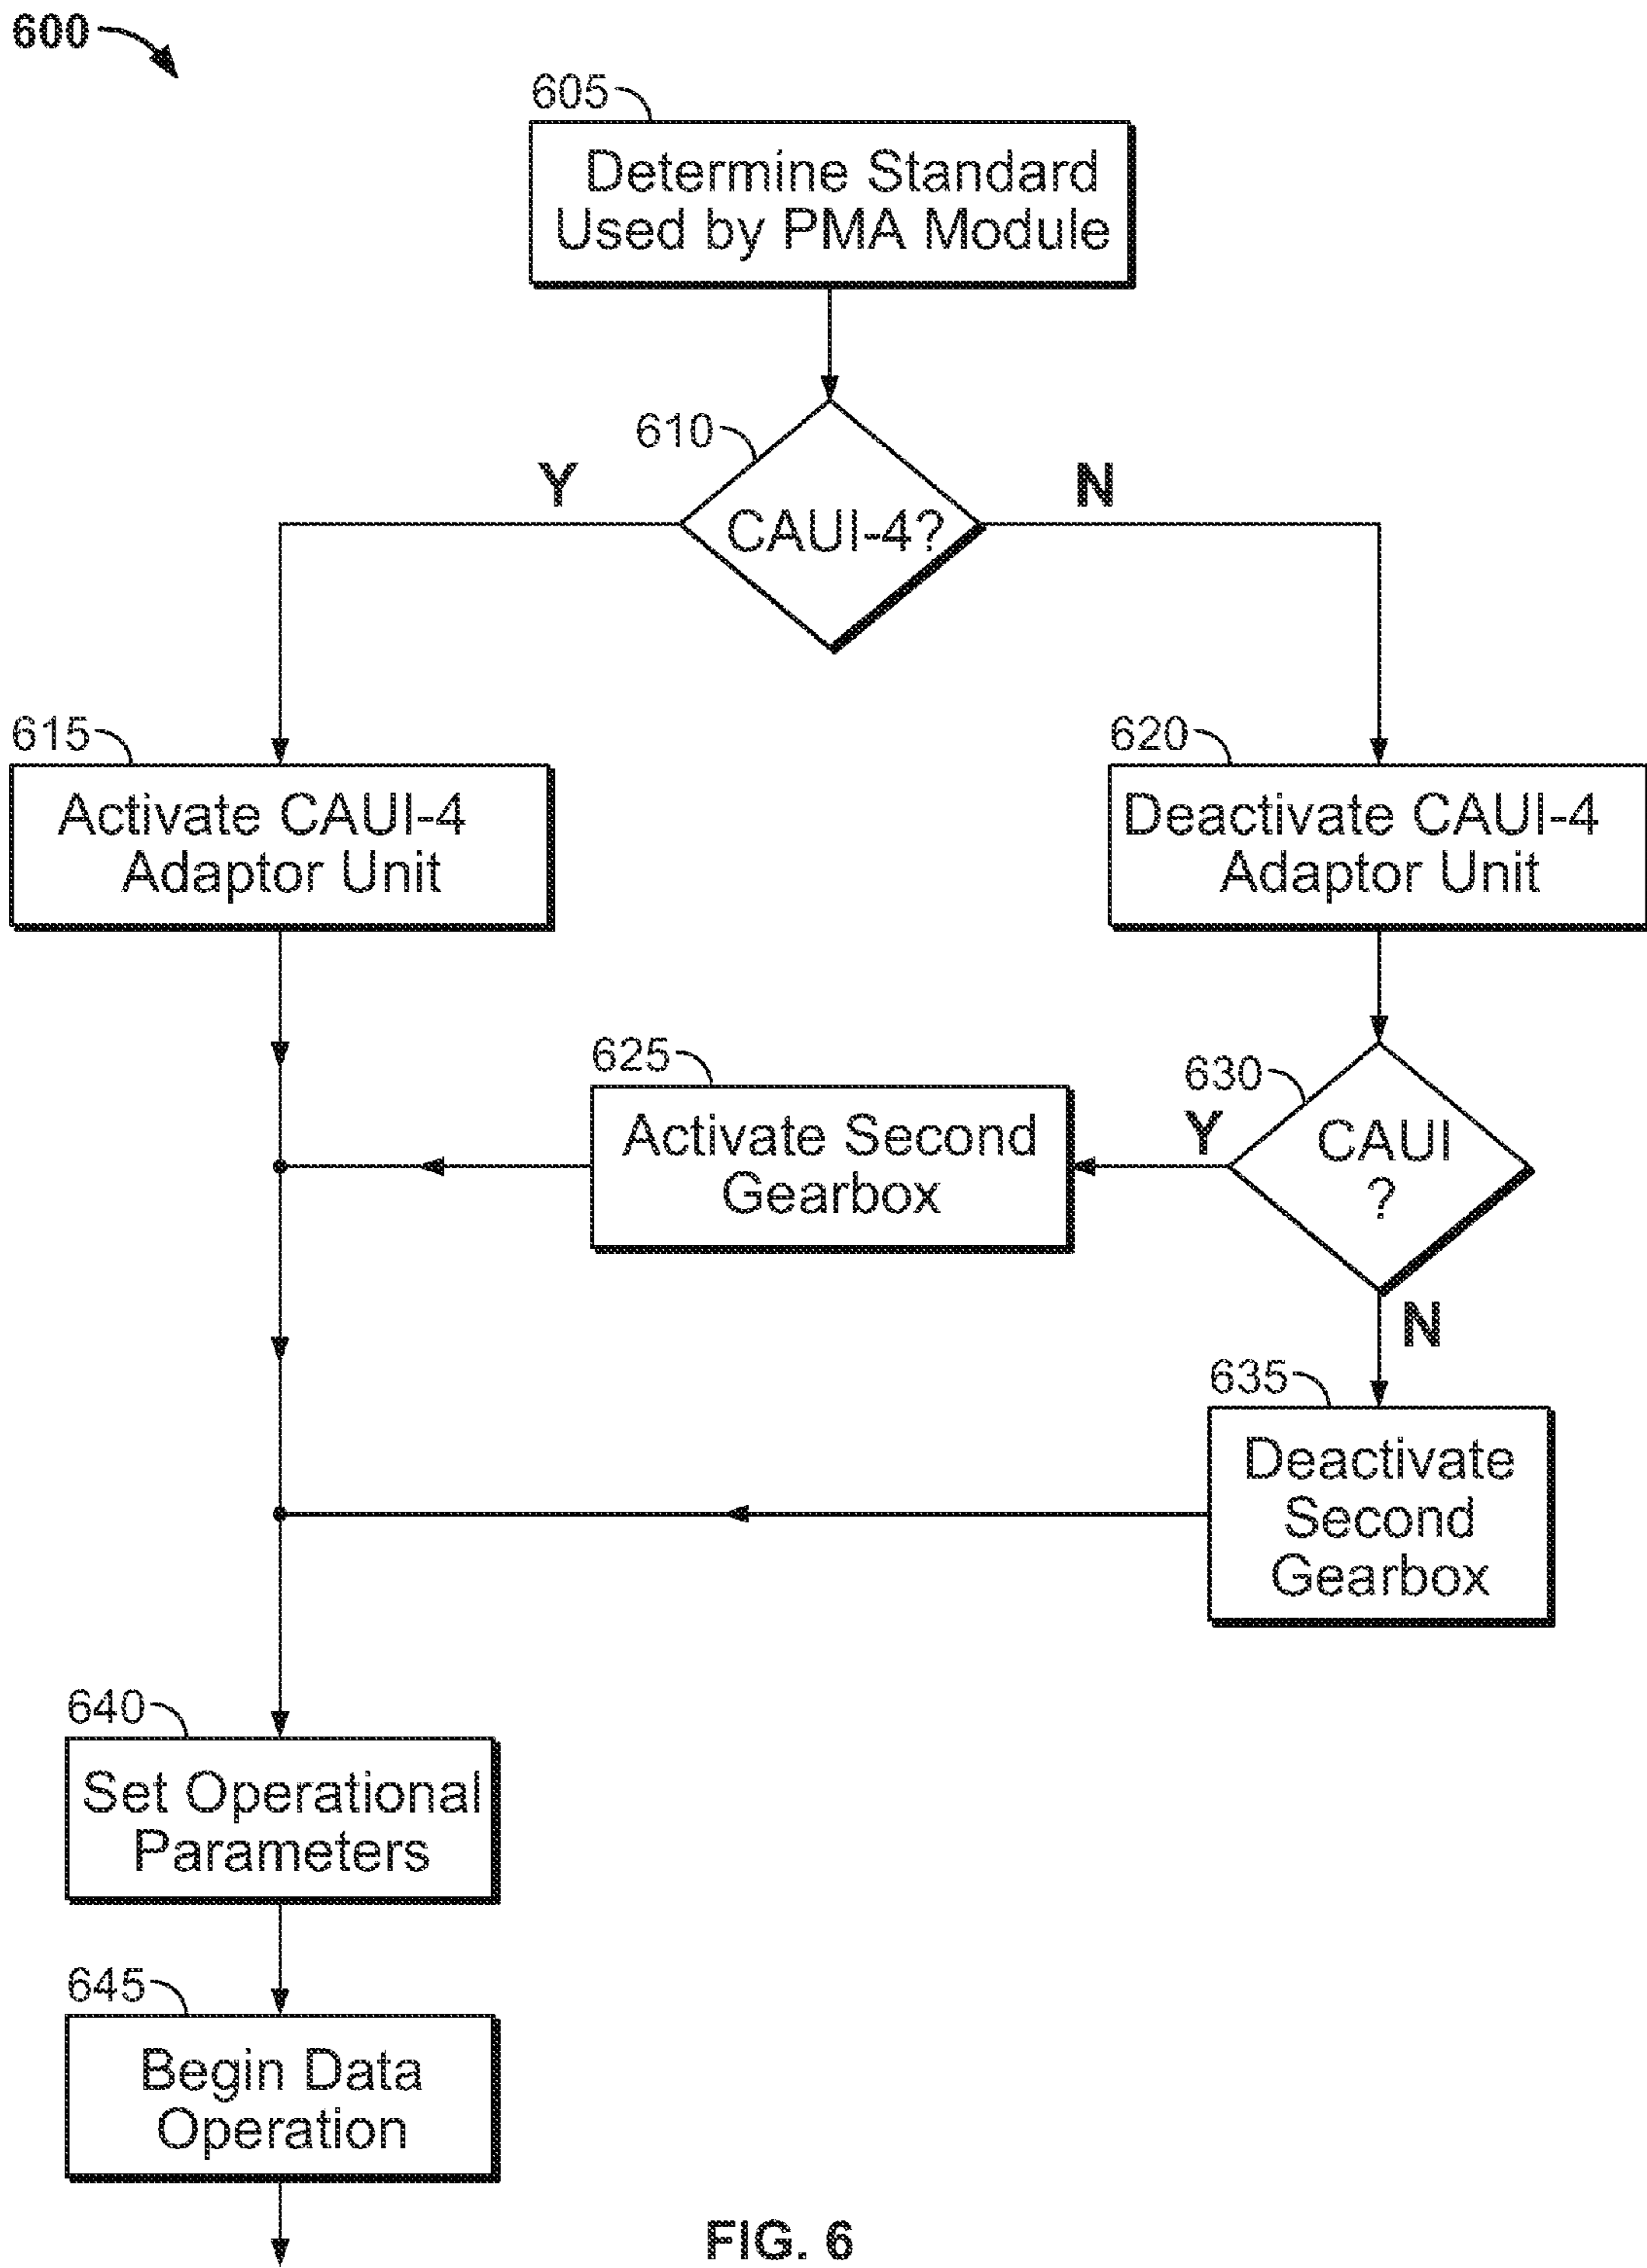 600
605
Determine Standard
Used by PMA Module
610
Y
N
CAUI-4?
615
Activate CAUI-4
Adaptor Unit
620
Deactivate CAUI-4
Adaptor Unit
625
Activate Second
Gearbox
630
Y
CAUI
?
N
635
Deactivate
Second
Gearbox
640
Set Operational
Parameters
645
Begin Data
Operation
FIG. 6